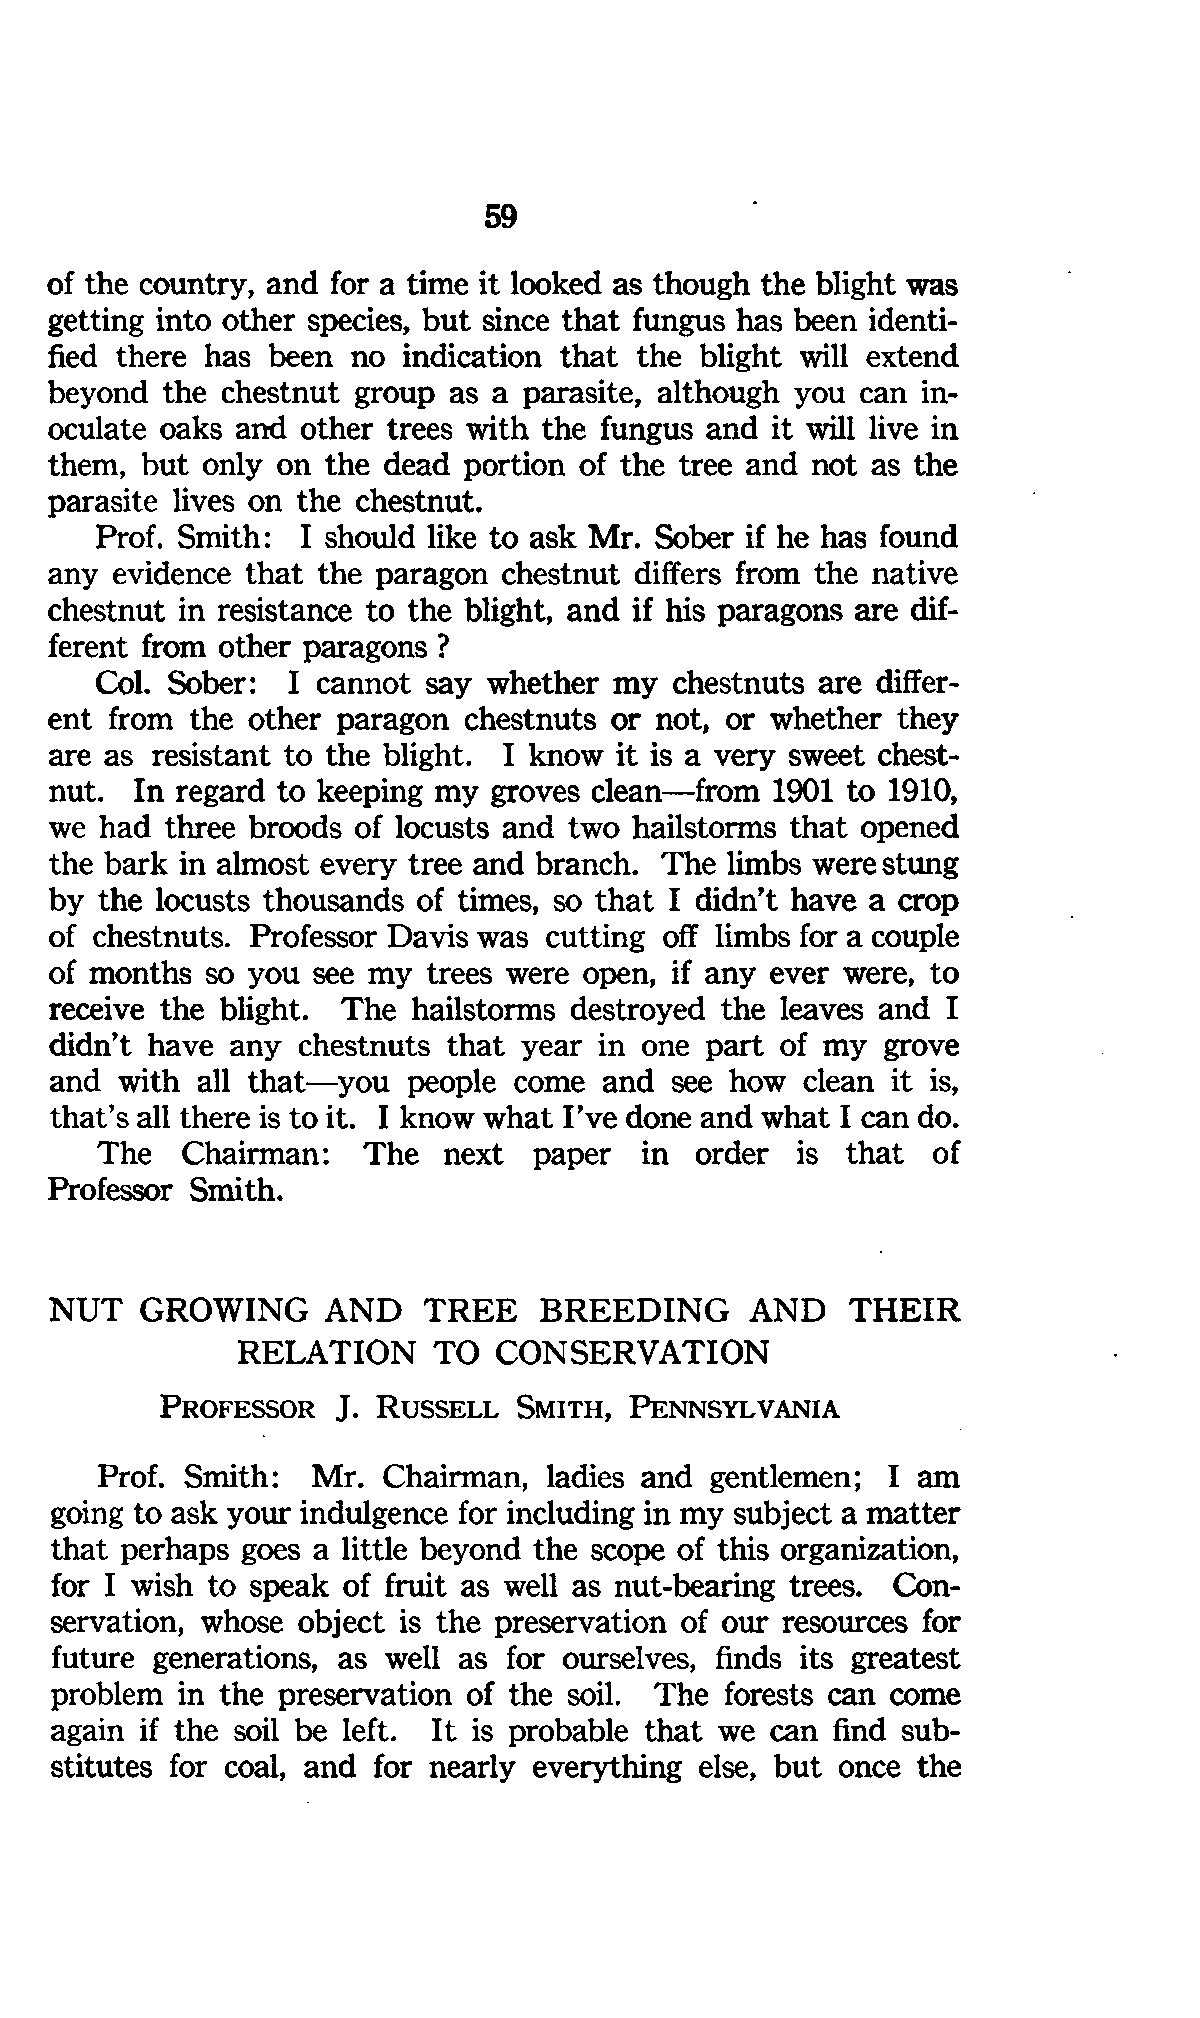 59
of the country, and for a time it looked as though the blight was
getting into other species, but since that fungus has been identi-
fied there has been no indication that the blight will extend
beyond the chestnut group as a parasite, although you can in-
oculate oaks and other trees with the fungus and it will live in
them, but only on the dead portion of the tree and not as the
parasite lives on the chestnut.
Prof. Smith: I should like to ask Mr. Sober if he has found
any evidence that the paragon chestnut differs from the native
chestnut in resistance to the blight, and if his paragons are dif-
ferent from other paragons ?
Col. Sober: I cannot say whether my chestnuts are differ-
ent from the other paragon chestnuts or not, or whether they
are as resistant to the blight. I know it is a very sweet chest-
nut. In regard to keeping my groves clean—from 1901 to 1910,
we had three broods of locusts and two hailstorms that opened
the bark in almost every tree and branch. The limbs were stung
by the locusts thousands of times, so that I didn't have a crop
of chestnuts. Professor Davis was cutting off limbs for a couple
of months so you see my trees were open, if any ever were, to
receive the blight. The hailstorms destroyed the leaves and I
didn't have any chestnuts that year in one part of my grove
and with all that—you people come and see how clean it is,
that's all there is to it. I know what I've done and what I can do.
The Chairman: The next paper in order is that of
Professor Smith.
NUT GROWING AND TREE BREEDING AND THEIR
RELATION TO CONSERVATION
PROFESSOR J. RUSSELL SMITH, PENNSYLVANIA
Prof. Smith: Mr. Chairman, ladies and gentlemen; I am
going to ask your indulgence for including in my subject a matter
that perhaps goes a little beyond the scope of this organization,
for I wish to speak of fruit as well as nut-bearing trees. Con-
servation, whose object is the preservation of our resources for
future generations, as well as for ourselves, finds its greatest
problem in the preservation of the soil. The forests can come
again if the soil be left. It is probable that we can find sub-
stitutes for coal, and for nearly everything else, but once the